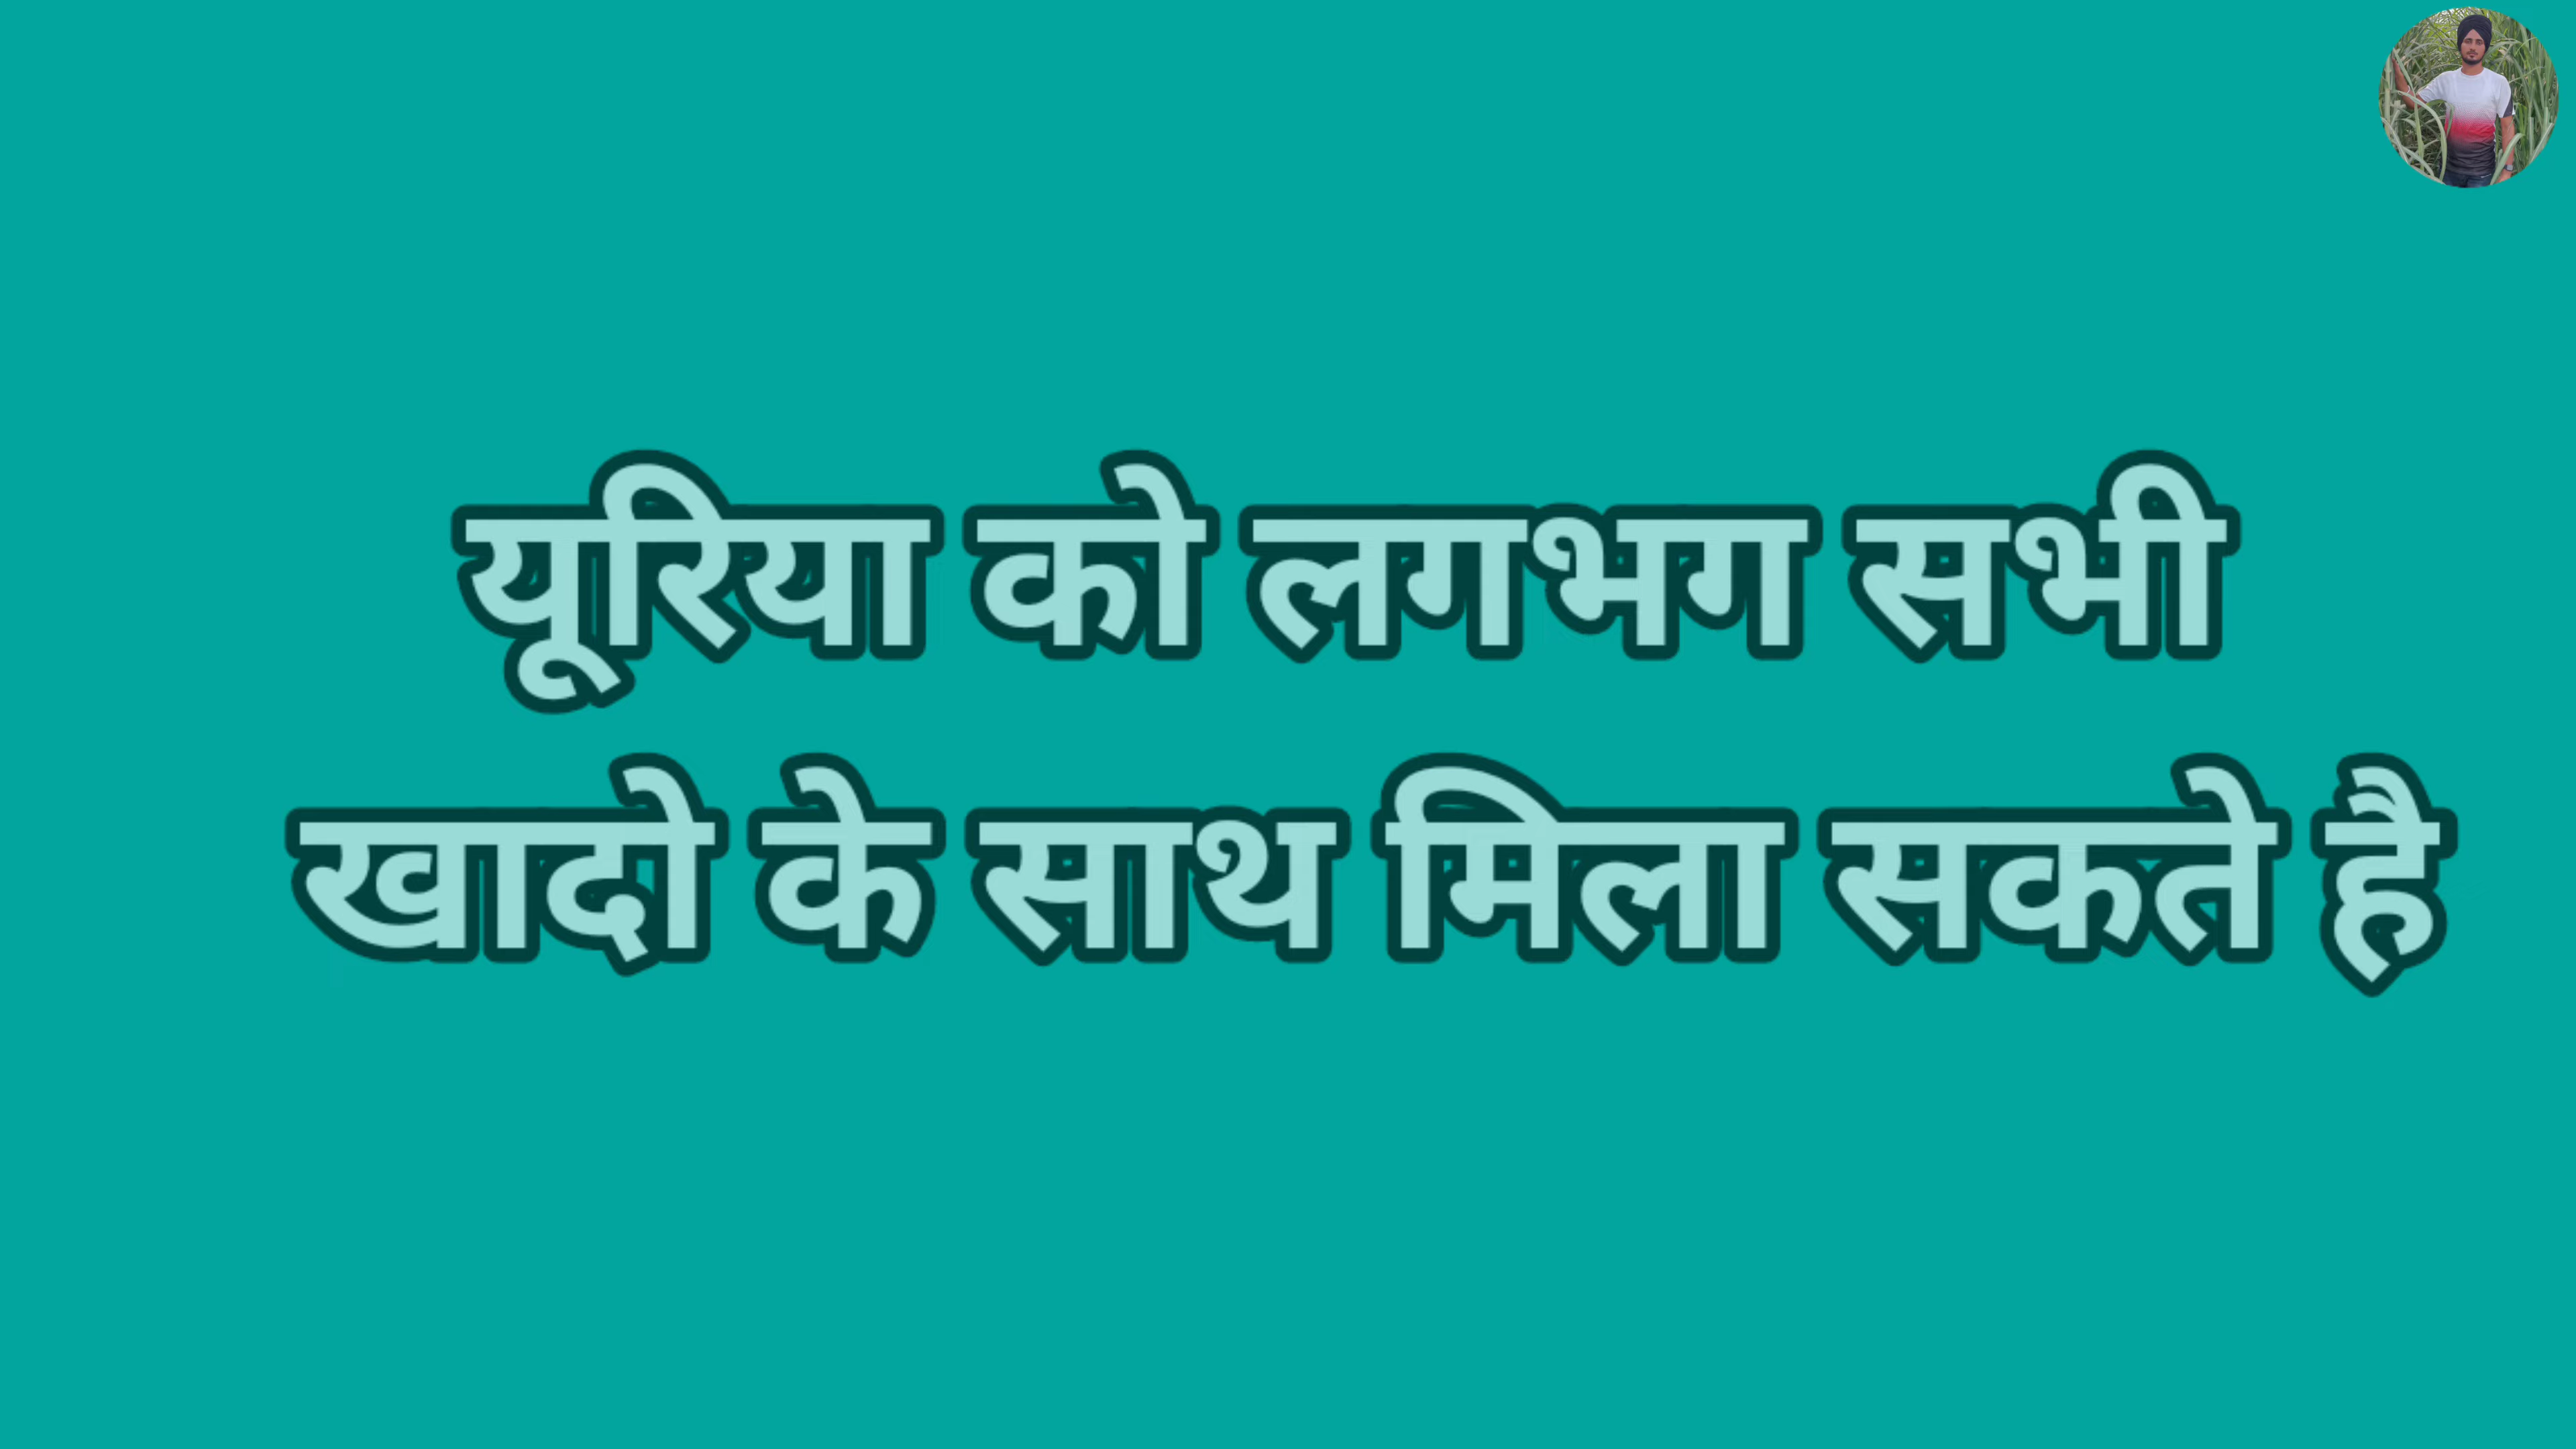 यूरिया को लगभग सभी
खादो के साथ मिला सकते है